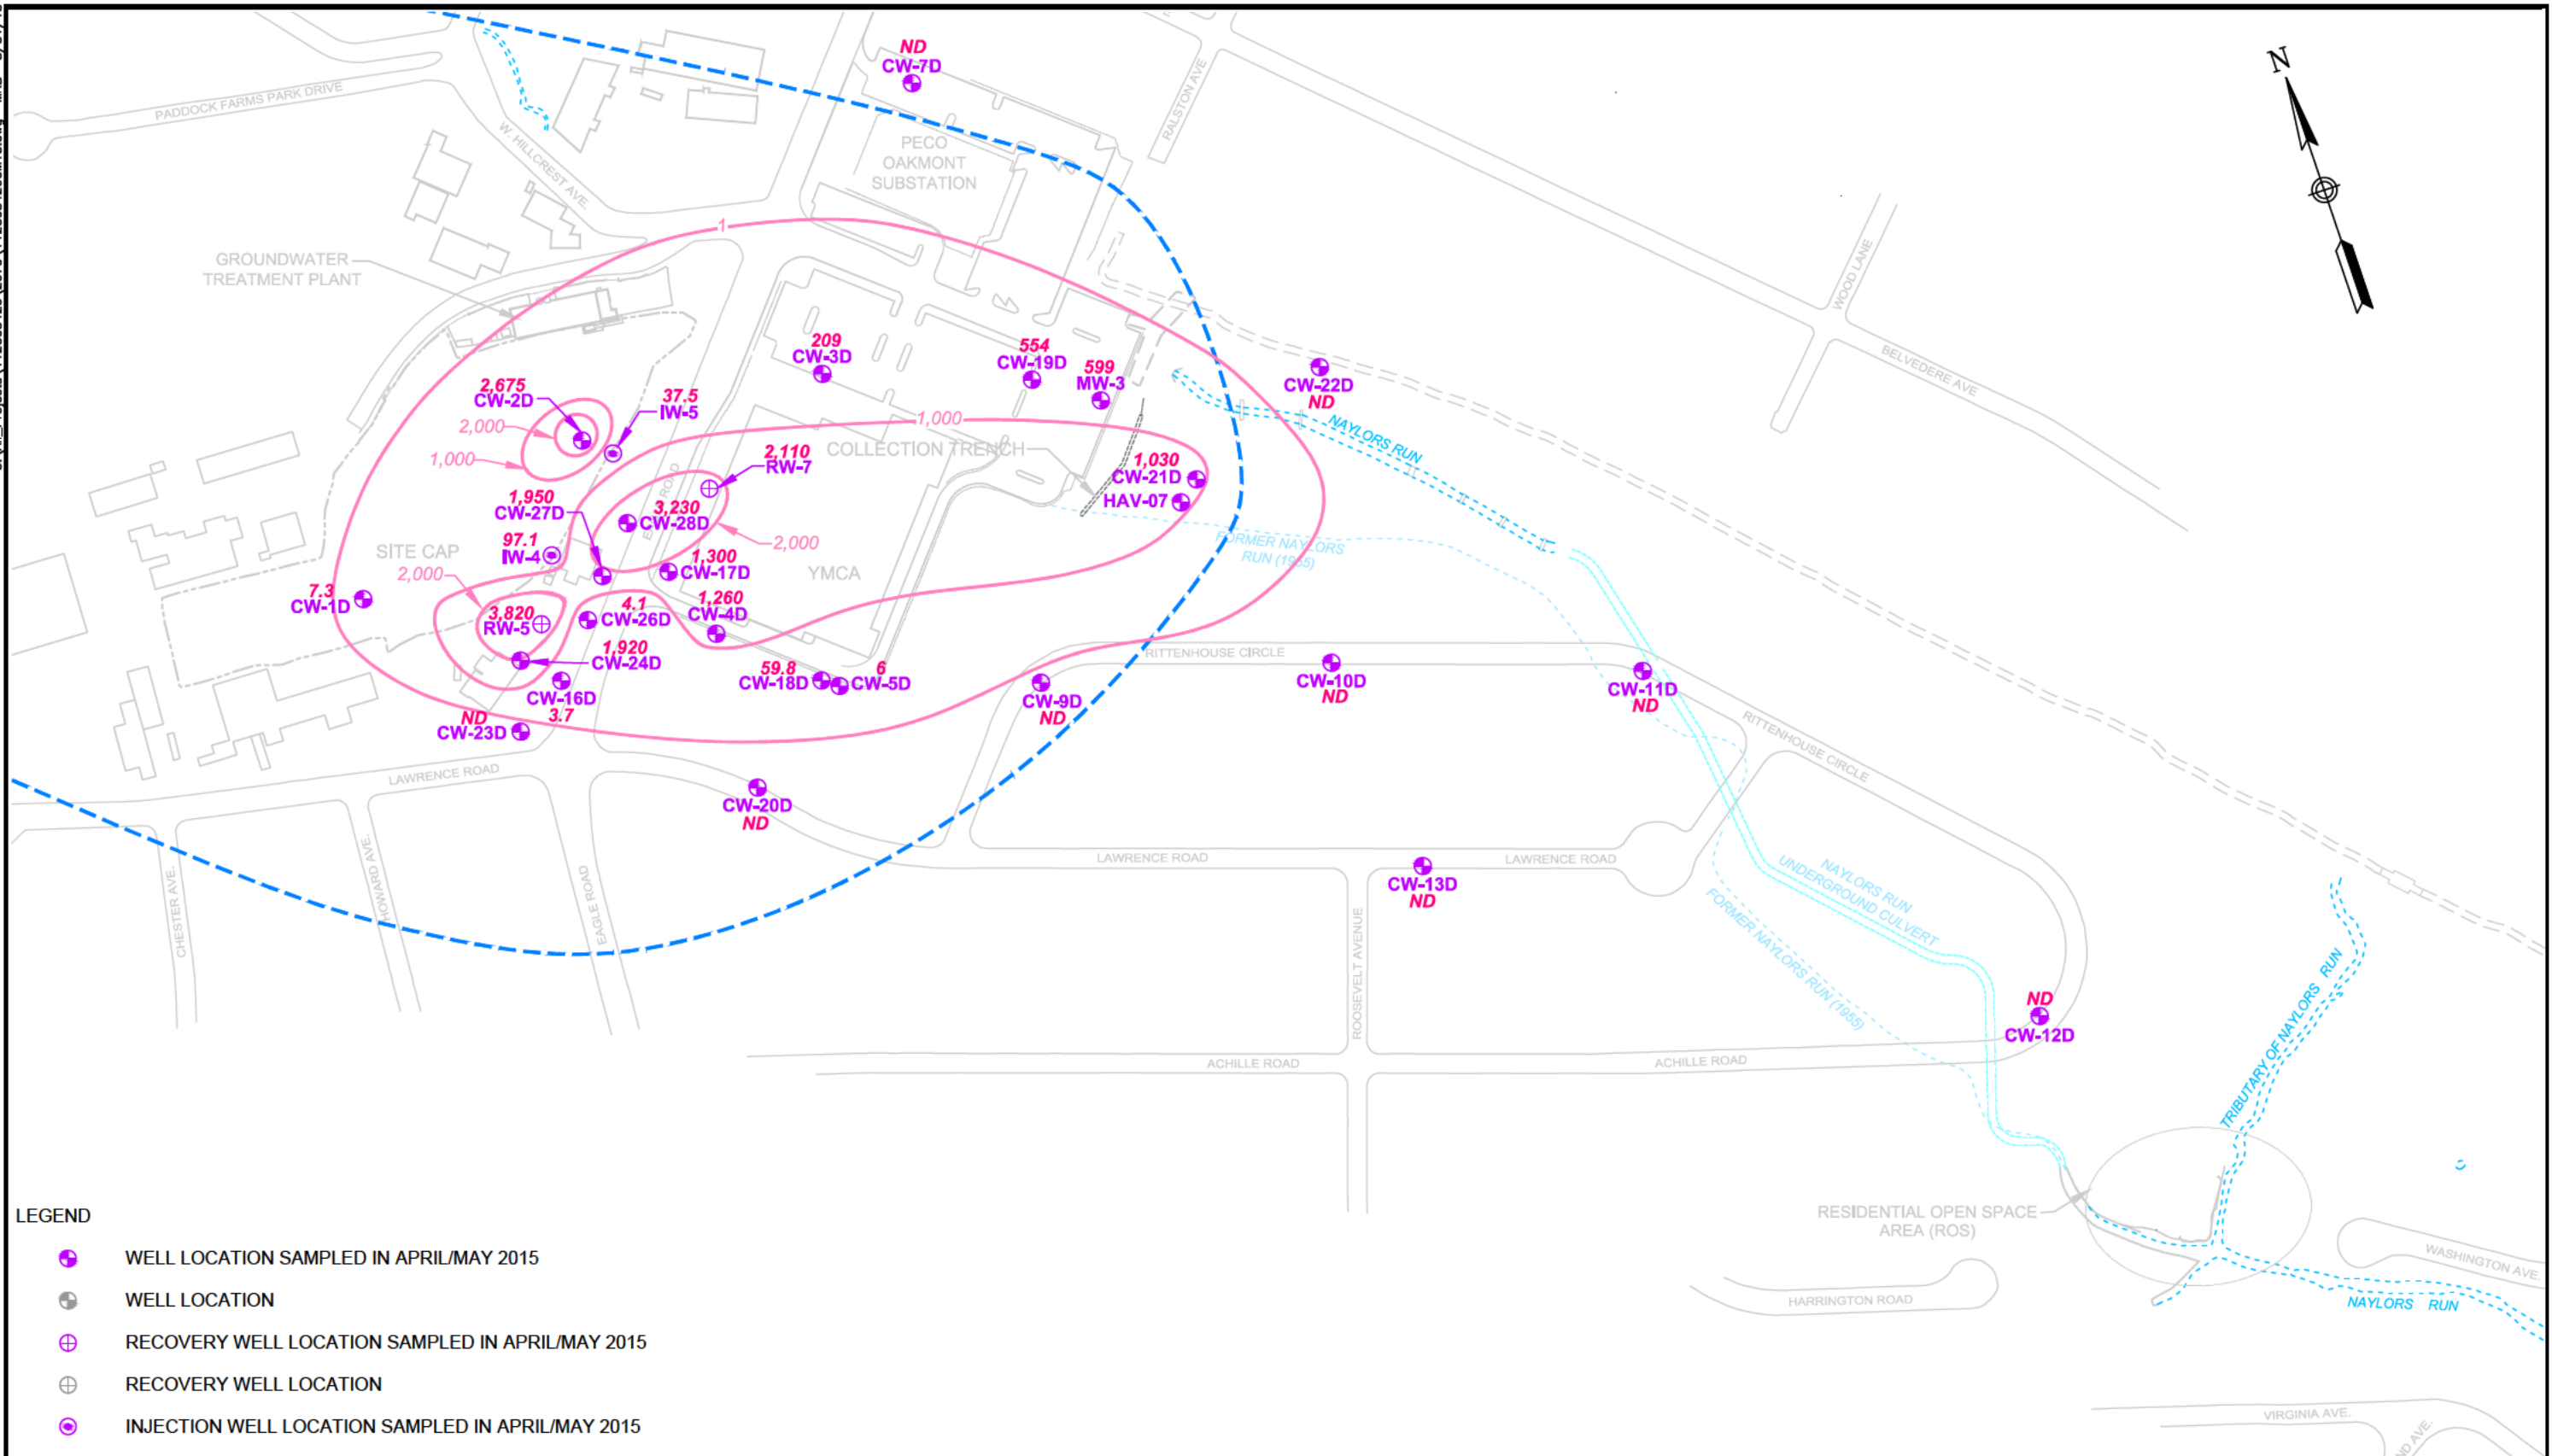 ND
CW-7D
N
PADDOCK FARMS PARK DRIVE
W. HILLCREST AVE.
RALSTON AVE
PECO
OAKMONT
SUBSTATION
1
GROUNDWATER
TREATMENT PLANT
WOOD LANE
BELVEDERE AVE
209
CW-3D
554
CW-19D
599
MW-3
CW-22D
ND
2,675
CW-2D
37.5
IW-5
2,000
1,000
1,000
NAYLORS RUN
COLLECTION TRENCH
2,110
RW-7
1,030
CW-21D
HAV-07
1,950
CW-27D
3,230
CW-28D
ROAD
2,000
FORMER NAYLORS
RUN (1955)
SITE CAP
97.1
IW-4
2,000
1,300
CW-17D
YMCA
7.3
CW-1D
3,820
RW-5
4.1
CW-26D
1,260
CW-4D
1,920
CW-24D
RITTENHOUSE CIRCLE
59.8
CW-18D
6
CW-5D
CW-16D
3.7
CW-9D
ND
CW-10D
ND
CW-11D
ND
ND
CW-23D
RITTENHOUSE CIRCLE
LAWRENCE ROAD
CW-20D
ND
LAWRENCE ROAD
LAWRENCE ROAD
CW-13D
ND
CHESTER AVE.
HOWARD AVE.
EAGLE ROAD
ROOSEVELT AVENUE
NAYLORS RUN
UNDERGROUND CULVERT
FORMER NAYLORS RUN (1955)
ND
CW-12D
TRIBUTARY OF NAYLORS RUN
ACHILLE ROAD
ACHILLE ROAD
RESIDENTIAL OPEN SPACE
AREA (ROS)
WASHINGTON AVE.
HARRINGTON ROAD
NAYLORS RUN
VIRGINIA AVE.
AVE.
LEGEND
WELL LOCATION SAMPLED IN APRIL/MAY 2015
WELL LOCATION
RECOVERY WELL LOCATION SAMPLED IN APRIL/MAY 2015
RECOVERY WELL LOCATION
INJECTION WELL LOCATION SAMPLED IN APRIL/MAY 2015